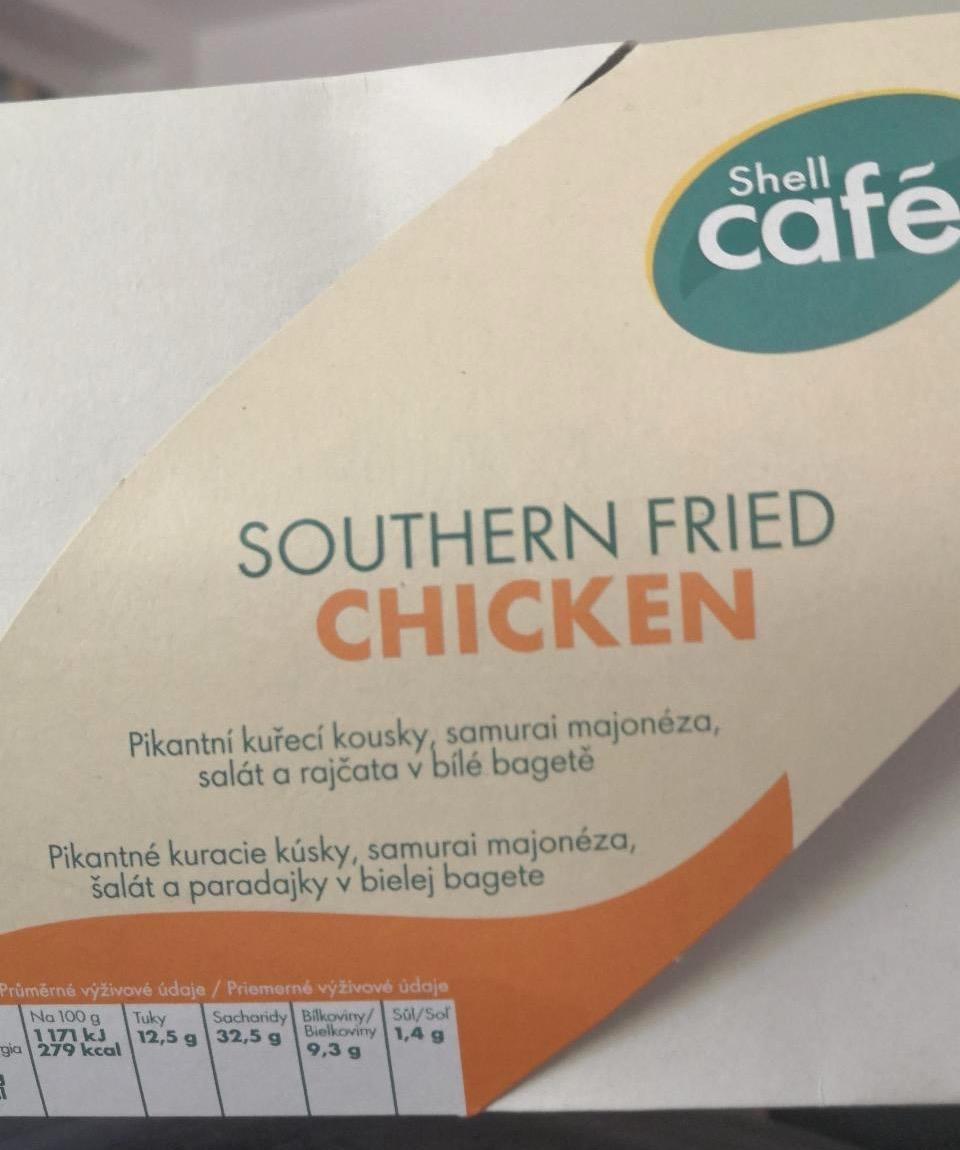 Shell
café
SOUTHERN FRIED
CHICKEN
Pikantní kuřecí kousky, samurai majonéza,
salát a rajčata v bílé bagetě
Pikantné kuracie kúsky, samurai majonéza,
šalát a paradajky v bielej bagete
Průměrné výživové údaje / Priemerné výživové údaje
Na 100 g Tuky Sacharidy Bílkoviny/ Sůl/Soľ
1171 kJ 12,5 g 32,5 g Bielkoviny 1,4 g
gia 279 kcal 9,3 g